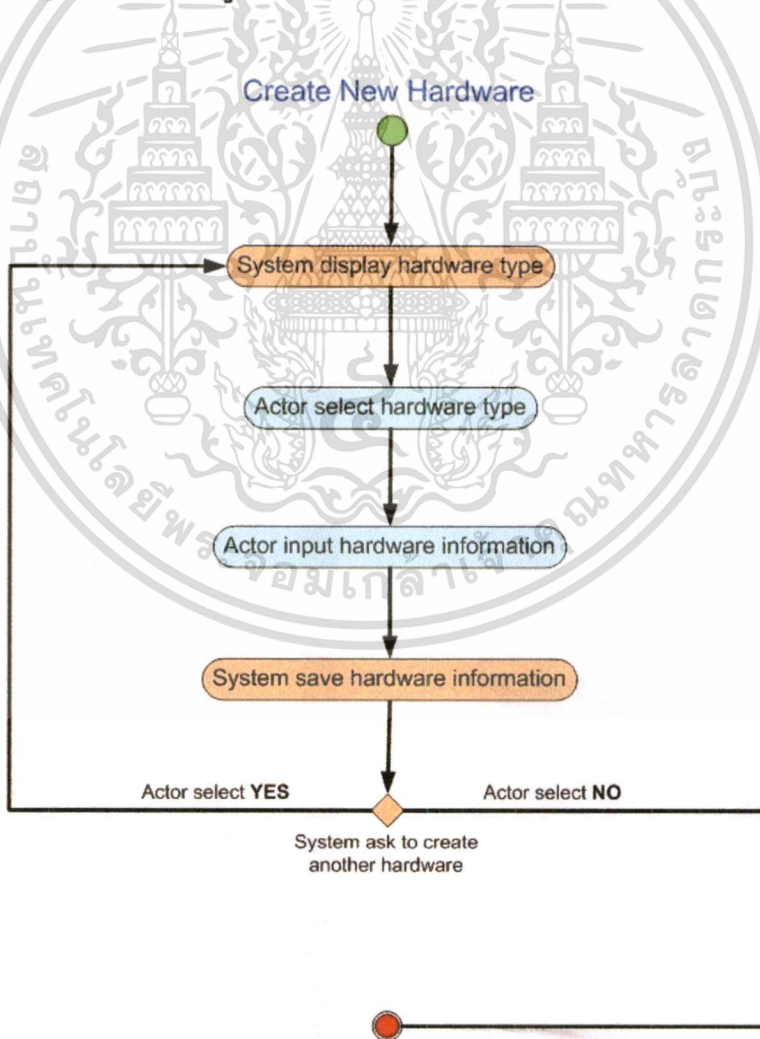 Create New Hardware
System display hardware type
Actor select hardware type
Actor input hardware information
System save hardware information
Actor select YES
Actor select NO
System ask to create
another hardware